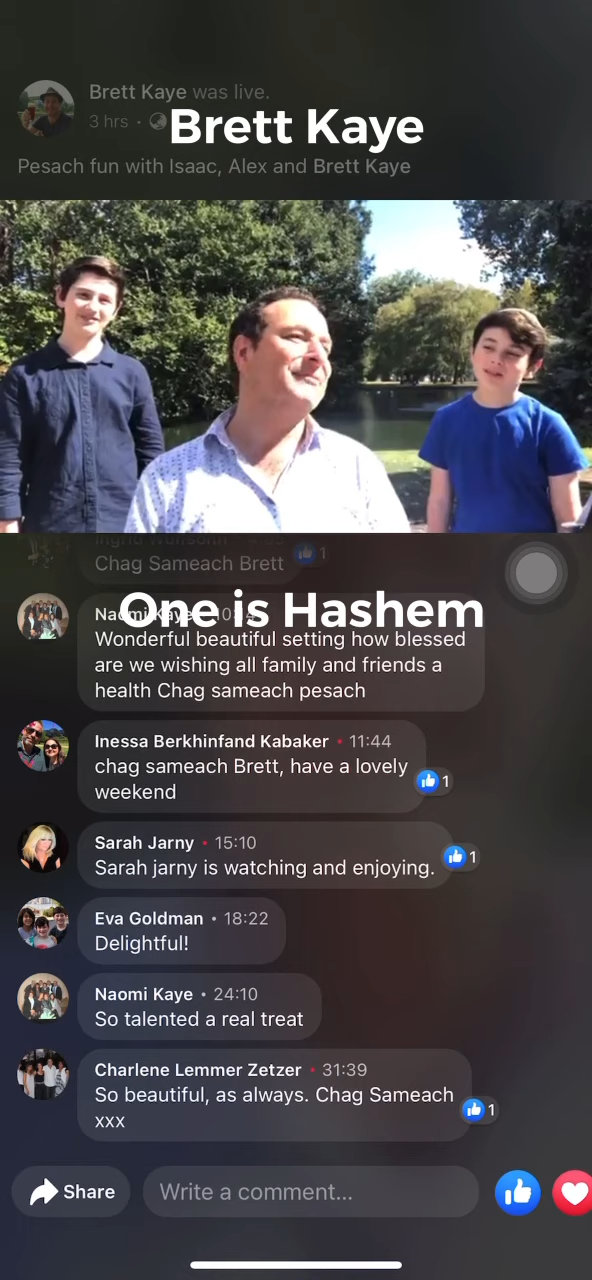 Brett Kaye was live.
3 hrs ·
Brett Kaye
Pesach fun with Isaac, Alex and Brett Kaye
Chag Sameach Brett
1
One is Hashem
Naomi Kaye
Wonderful beautiful setting how blessed
are we wishing all family and friends a
health Chag sameach pesach
Inessa Berkhinfand Kabaker • 11:44
chag sameach Brett, have a lovely
weekend
1
Sarah Jarny • 15:10
Sarah jarny is watching and enjoying.
1
Eva Goldman • 18:22
Delightful!
Naomi Kaye • 24:10
So talented a real treat
Charlene Lemmer Zetzer • 31:39
So beautiful, as always. Chag Sameach
xxx
1
Share
Write a comment...